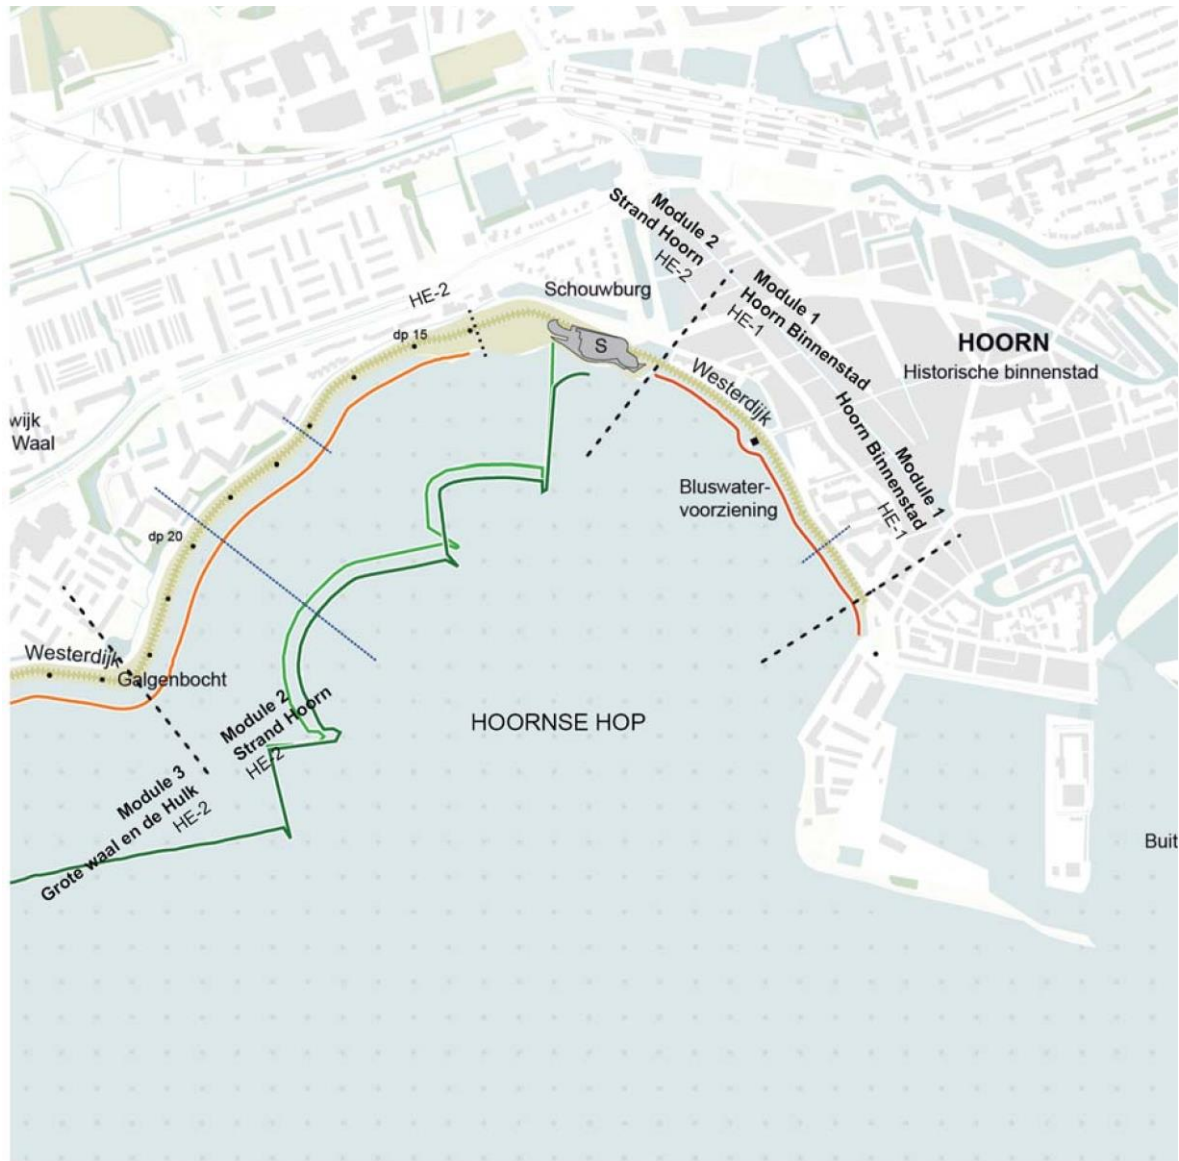 Module 2
Strand Hoorn
HE-2
Module 1
Hoorn Binnenstad
HE-1
HE-2
Schouwburg
S
dp 15
HOORN
Historische binnenstad
Westerdijk
wijk
Waal
Module 1
Hoorn Binnenstad
HE-1
Bluswater-
voorziening
dp 20
Westerdijk
Galgenbocht
Module 2
Strand Hoorn
HE-2
HOORNSE HOP
Module 3
Grote waal en de Hulk
HE-2
Buit